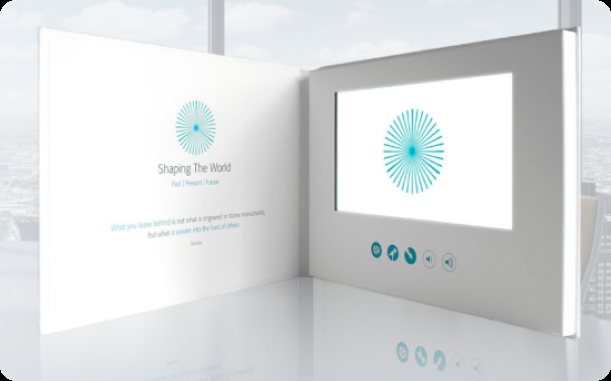 Shaping The World
Past | Present | Future
What you leave behind is not what is engraved in stone monuments,
but what is woven into the lives of others.